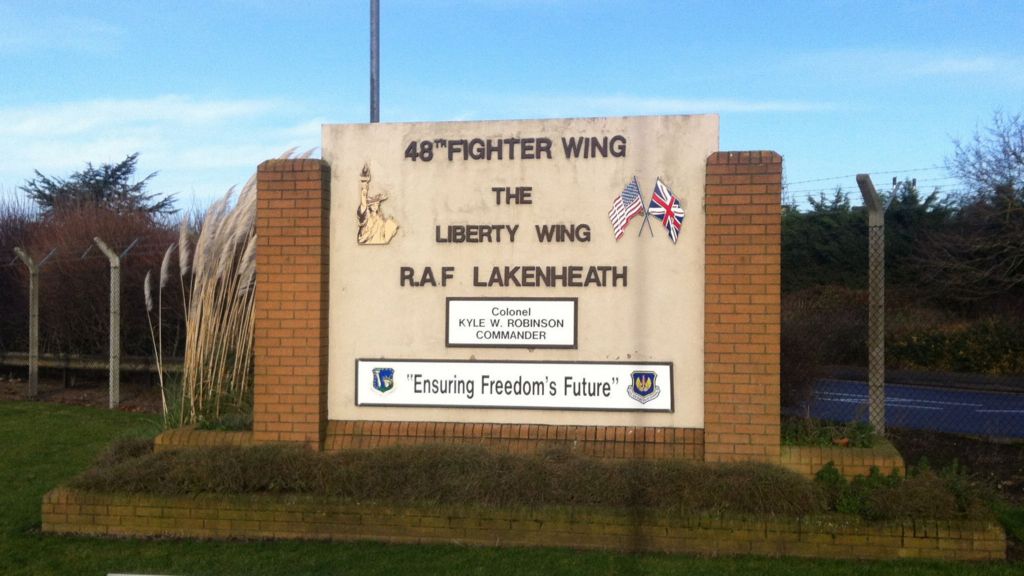 48TH FIGHTER WING
THE
LIBERTY WING
R.A.F LAKENHEATH
Colonel
KYLE W. ROBINSON
COMMANDER
"Ensuring Freedom's Future"